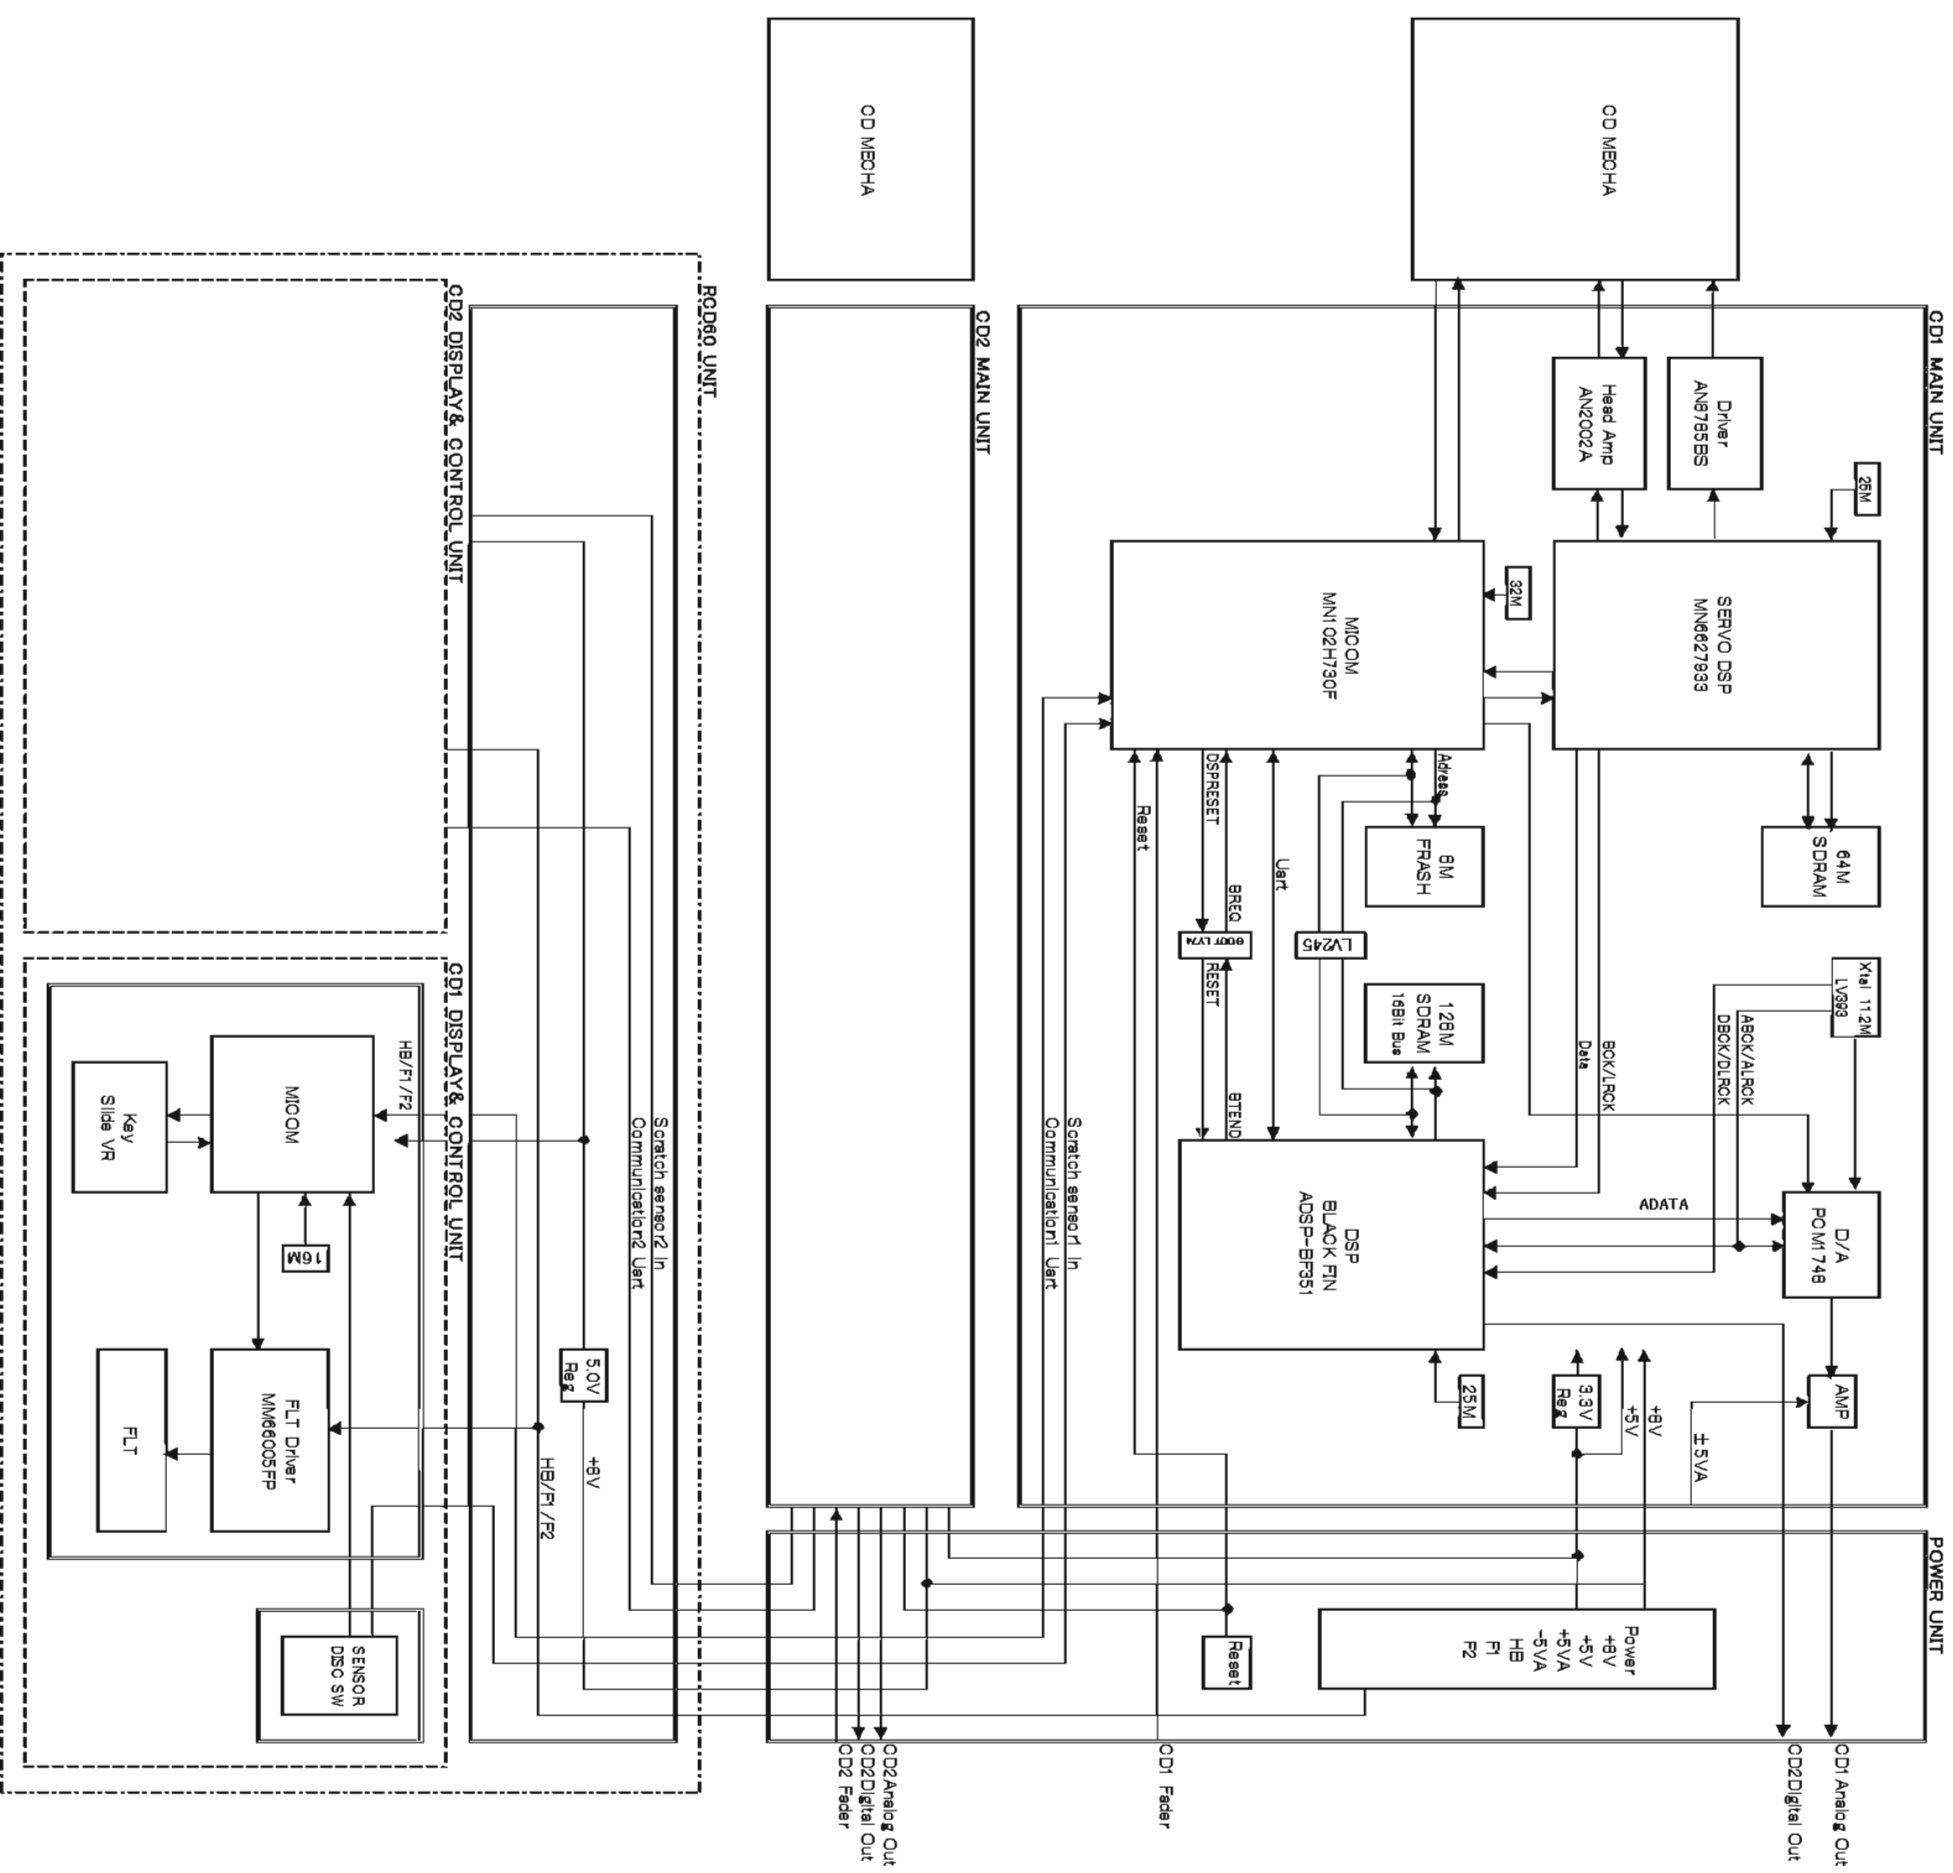 CD1 MAIN UNIT
CD MECHA
Driver
AN8785BS
Head Amp
AN2002A
25M
SERVO DSP
MN6627933
64M
SDRAM
32M
MICOM
MN102H730F
Adress
8M
FRASH
LV245
128M
SDRAM
16Bit Bus
Uart
DSPRESET
BREQ
BOOT LV74
RESET
BTEND
Reset
Xtal 11.2M
LV393
ABCK/ALRCK
DBCK/DLRCK
BCK/LRCK
Data
ADATA
D/A
PCM1748
DSP
BLACK FIN
ADSP-BF351
25M
AMP
±5VA
3.3V
Reg
+8V
+5V
Scratch sensor1 In
Communication1 Uart
POWER UNIT
Power
+8V
+5V
+5VA
-5VA
HB
F1
F2
Reset
CD1 Analog Out
CD2Digital Out
CD1 Fader
CD MECHA
CD2 MAIN UNIT
CD2Analog Out
CD2Digital Out
CD2 Fader
RCD60 UNIT
Scratch sensor2 In
Communication2 Uart
5.0V
Reg
+8V
HB/F1/F2
CD2 DISPLAY& CONTROL UNIT
CD1 DISPLAY& CONTROL UNIT
HB/F1/F2
MICOM
Key
Slide VR
16M
FLT Driver
MM66005FP
FLT
SENSOR
DISC SW